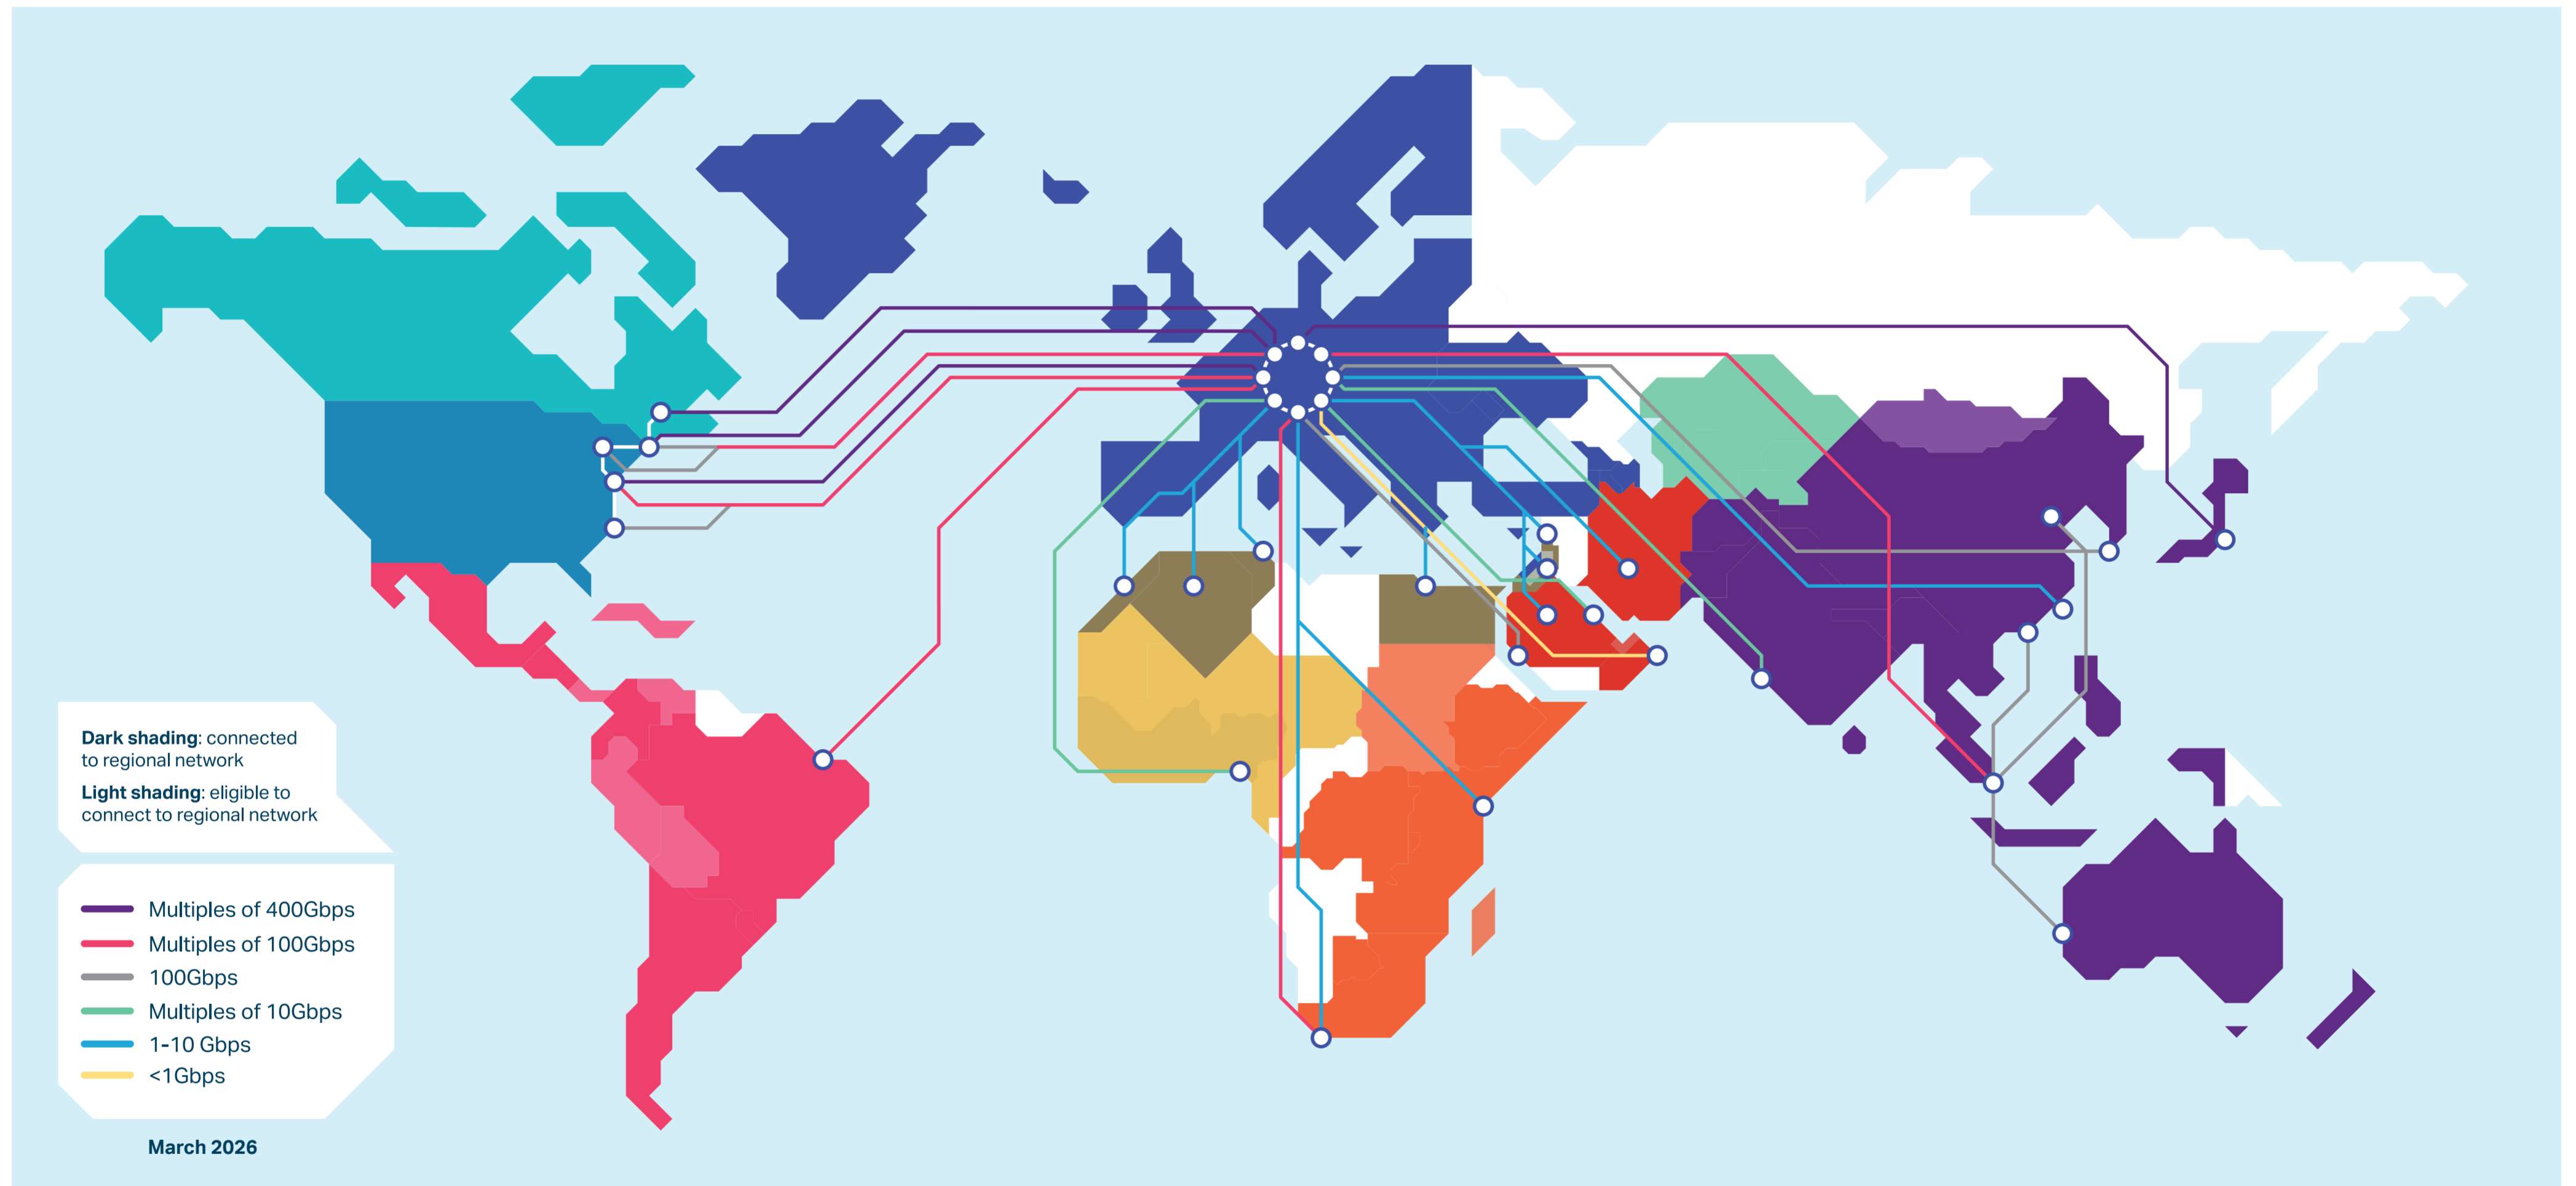 Dark shading: connected
to regional network
Light shading: eligible to
connect to regional network
Multiples of 400Gbps
Multiples of 100Gbps
100Gbps
Multiples of 10Gbps
1-10 Gbps
<1Gbps
March 2026